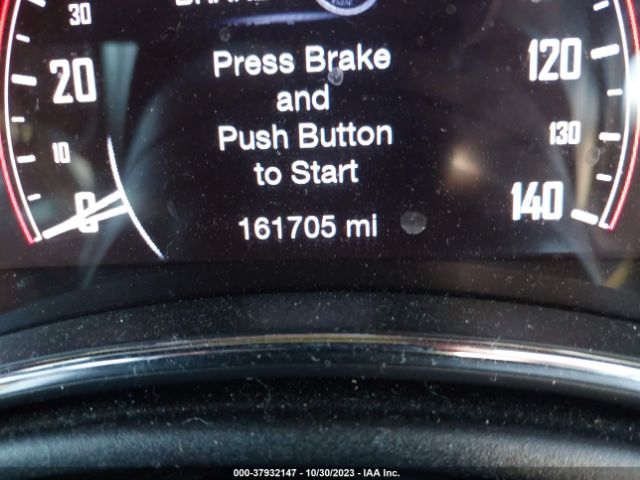 30
Press Brake
and
Push Button
to Start
161705 mi
20
10
0
120
130
140
000-37932147 - 10/30/2023 - IAA Inc.